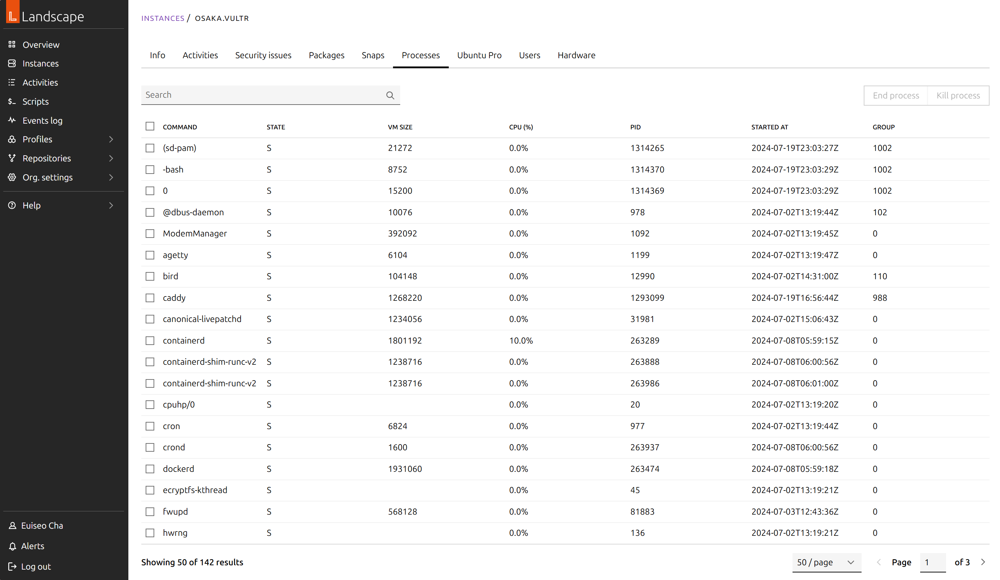 Landscape
Overview
Instances
Activities
Scripts
Events log
Profiles
Repositories
Org. settings
Help
Euiseo Cha
Alerts
Log out
INSTANCES / OSAKA.VULTR
Info Activities Security issues Packages Snaps Processes Ubuntu Pro Users Hardware
Search
End process Kill process
COMMAND STATE VM SIZE CPU (%) PID STARTED AT GROUP
(sd-pam) S 21272 0.0% 1314265 2024-07-19T23:03:27Z 1002
-bash S 8752 0.0% 1314370 2024-07-19T23:03:29Z 1002
0 S 15200 0.0% 1314369 2024-07-19T23:03:29Z 1002
@dbus-daemon S 10076 0.0% 978 2024-07-02T13:19:44Z 102
ModemManager S 392092 0.0% 1092 2024-07-02T13:19:45Z 0
agetty S 6104 0.0% 1199 2024-07-02T13:19:47Z 0
bird S 104148 0.0% 12990 2024-07-02T14:31:00Z 110
caddy S 1268220 0.0% 1293099 2024-07-19T16:56:44Z 988
canonical-livepatchd S 1234056 0.0% 31981 2024-07-02T15:06:43Z 0
containerd S 1801192 10.0% 263289 2024-07-08T05:59:15Z 0
containerd-shim-runc-v2 S 1238716 0.0% 263888 2024-07-08T06:00:56Z 0
containerd-shim-runc-v2 S 1238716 0.0% 263986 2024-07-08T06:01:00Z 0
cpuhp/0 S 0.0% 20 2024-07-02T13:19:20Z 0
cron S 6824 0.0% 977 2024-07-02T13:19:44Z 0
crond S 1600 0.0% 263937 2024-07-08T06:00:56Z 0
dockerd S 1931060 0.0% 263474 2024-07-08T05:59:18Z 0
ecryptfs-kthread S 0.0% 45 2024-07-02T13:19:21Z 0
fwupd S 568128 0.0% 81883 2024-07-03T12:43:36Z 0
hwrng S 0.0% 136 2024-07-02T13:19:21Z 0
Showing 50 of 142 results
50 / page
Page 1 of 3